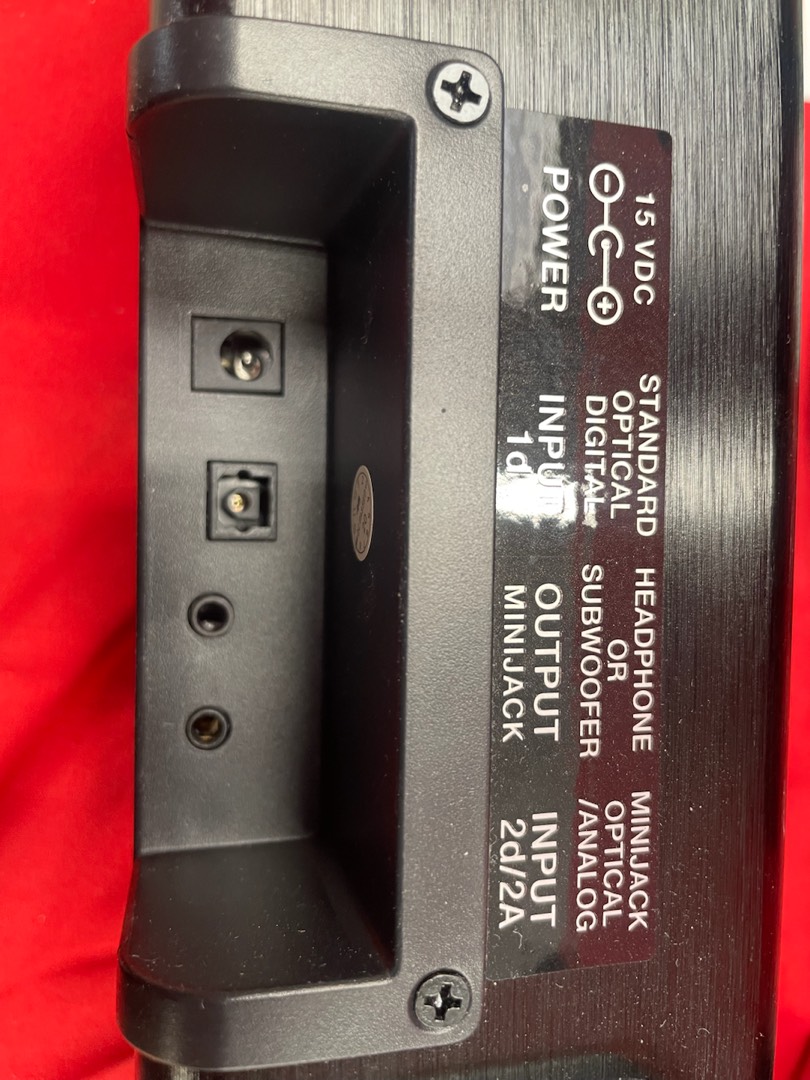 15 VDC
POWER
STANDARD
OPTICAL
DIGITAL
INPUT
1d
HEADPHONE
OR
SUBWOOFER
OUTPUT
MINIJACK
MINIJACK
OPTICAL
/ANALOG
INPUT
2d/2A